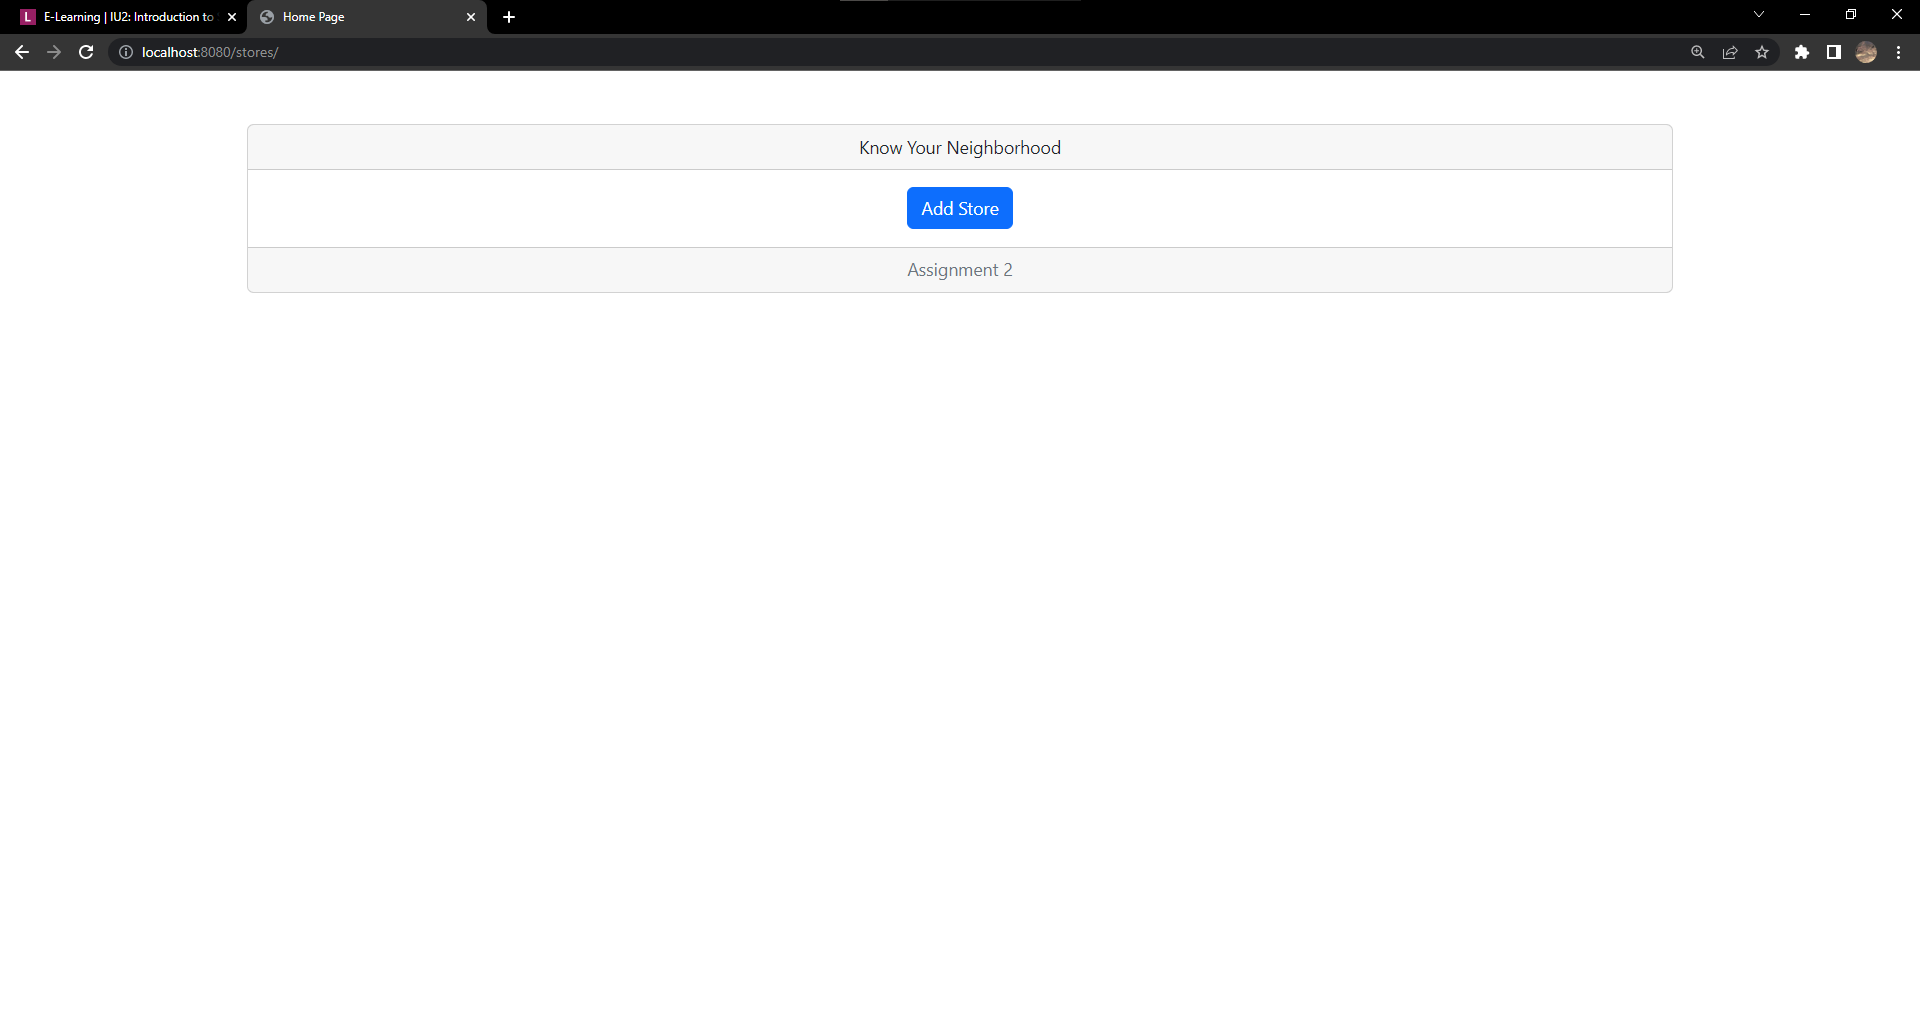 L E-Learning | IU2: Introduction to
Home Page
localhost:8080/stores/
Know Your Neighborhood
Add Store
Assignment 2